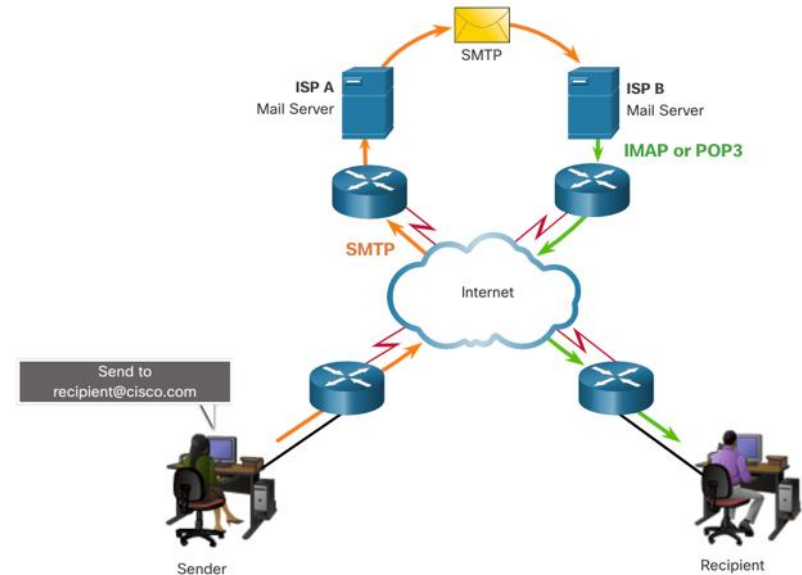 SMTP
ISP A
Mail Server
ISP B
Mail Server
IMAP or POP3
SMTP
Internet
Send to
recipient@cisco.com
Sender
Recipient